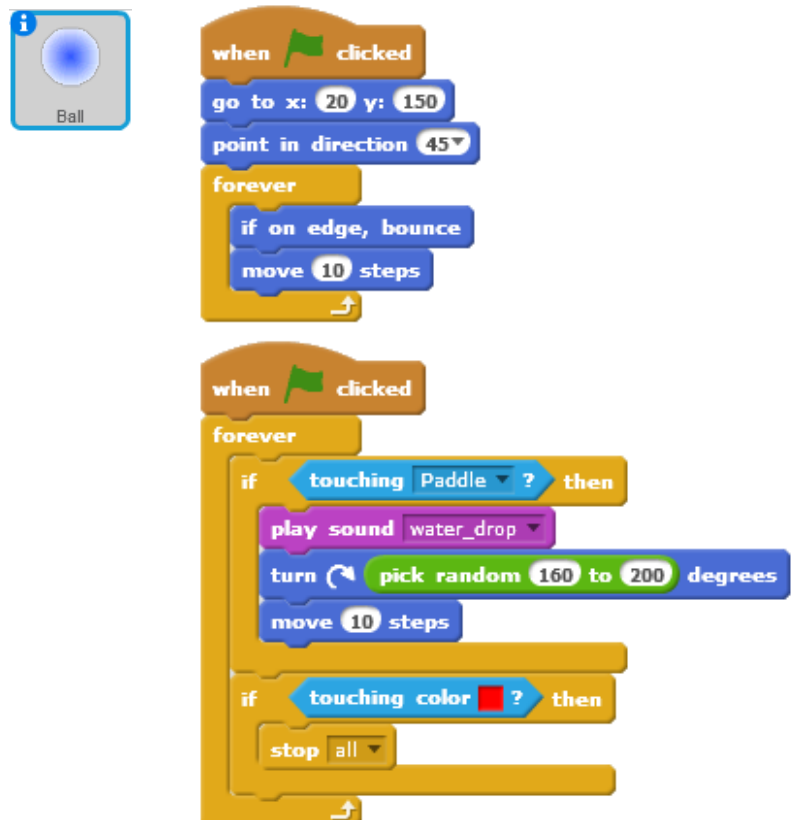 i
Ball
when clicked
go to x: 20 y: 150
point in direction 45
forever
if on edge, bounce
move 10 steps
when clicked
forever
if touching Paddle ? then
play sound water_drop
turn pick random 160 to 200 degrees
move 10 steps
if touching color ? then
stop all